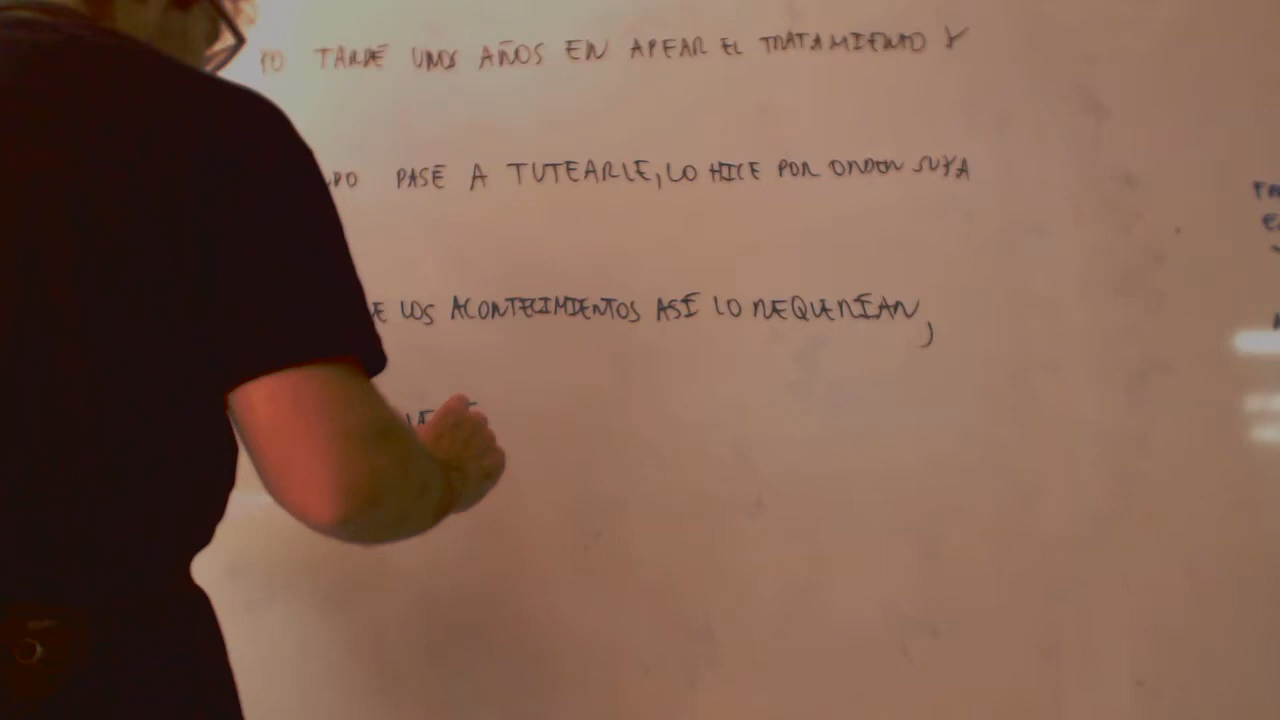 YO TARDÉ UNOS AÑOS EN APEAR EL TRATAMIENTO Y
PASÉ A TUTEARLE, LO HICE POR ORDEN SUYA
LOS ACONTECIMIENTOS ASÍ LO REQUERÍAN,